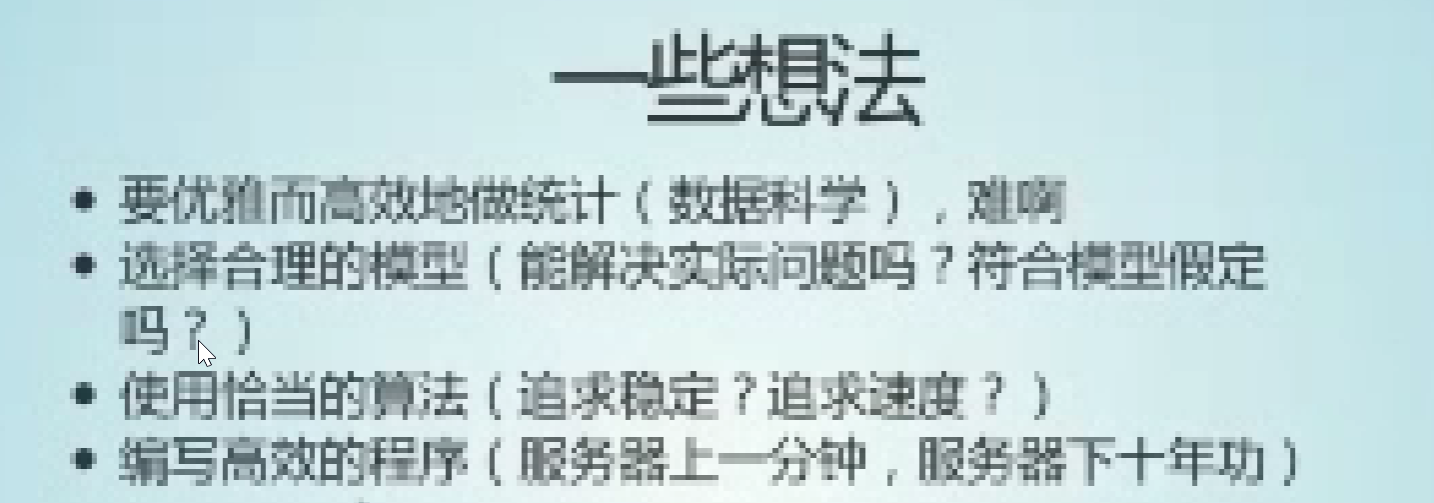 一些想法
• 要优雅而高效地做统计（数据科学），难啊
• 选择合理的模型（能解决实际问题吗？符合模型假定
吗？）
• 使用恰当的算法（追求稳定？追求速度？）
• 编写高效的程序（服务器上一分钟，服务器下十年功）